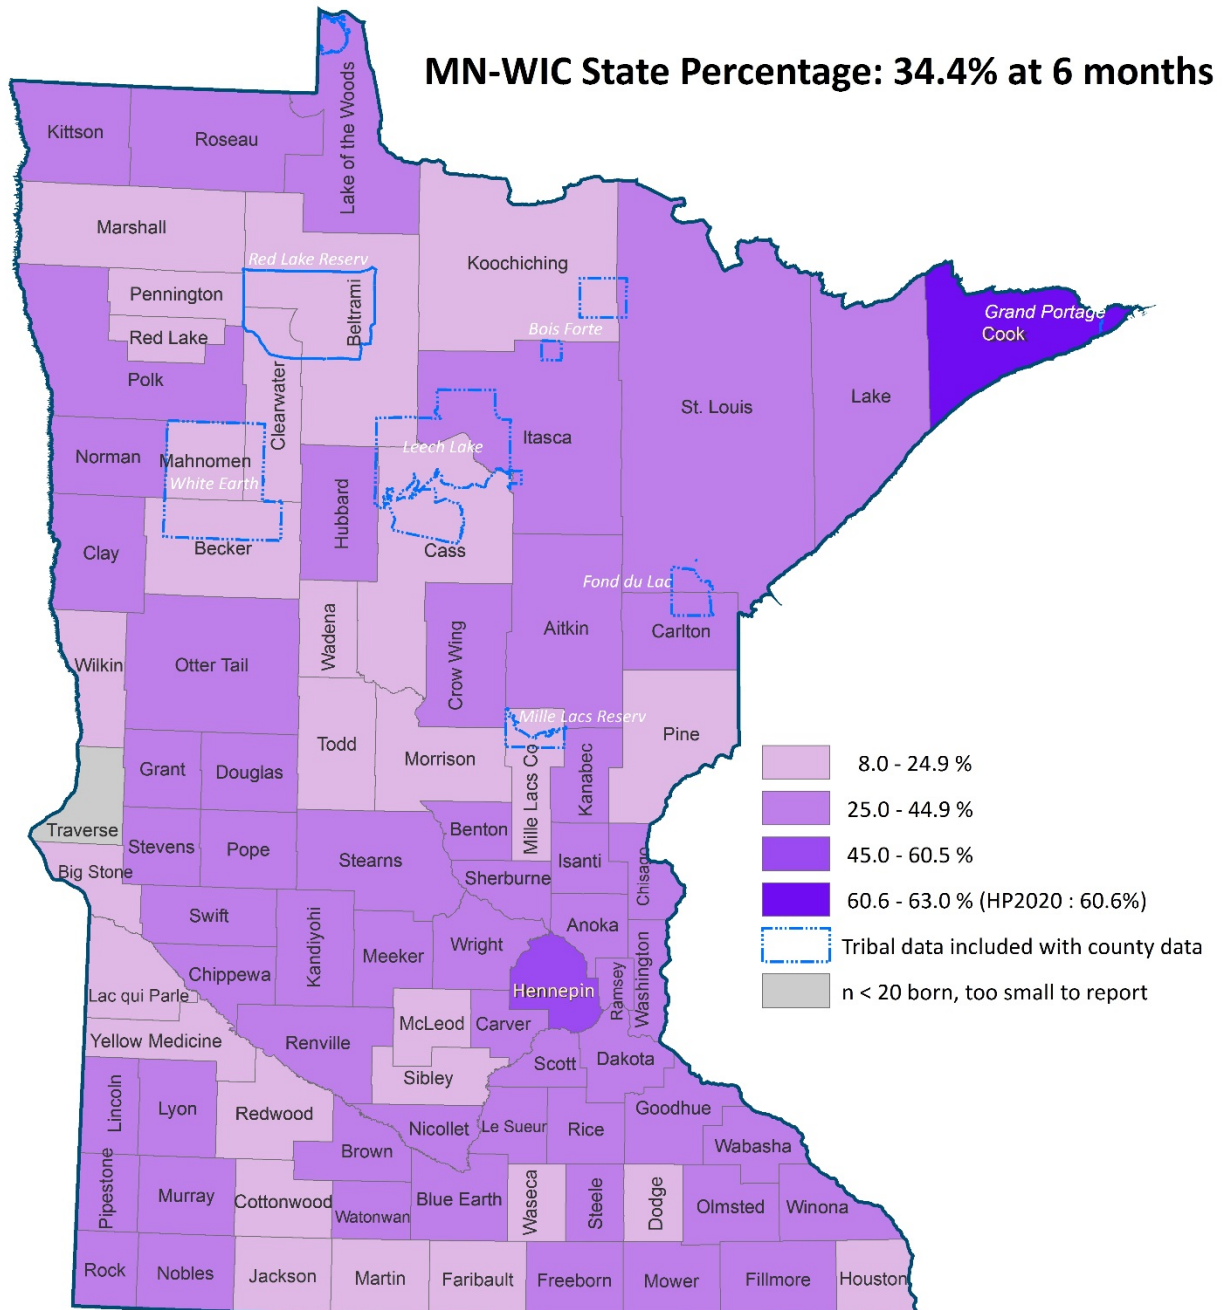 MN-WIC State Percentage: 34.4% at 6 months
Kittson
Roseau
Lake of the Woods
Marshall
Koochiching
Red Lake Reserv
Pennington
Beltrami
Grand Portage
Cook
Red Lake
Bois Forte
Polk
Clearwater
St. Louis
Lake
Itasca
Norman
Mahnomen
Leech Lake
White Earth
Hubbard
Clay
Becker
Cass
Fond du Lac
Wadena
Aitkin
Carlton
Crow Wing
Wilkin
Otter Tail
Mille Lacs Reserv
Pine
Todd
Morrison
Grant
Douglas
Mille Lacs Co
Kanabec
Traverse
Benton
Stevens
Pope
Stearns
Isanti
Chisago
Big Stone
Sherburne
Swift
Kandiyohi
Anoka
Wright
Meeker
Chippewa
Washington
Ramsey
Hennepin
Lac qui Parle
McLeod
Carver
Yellow Medicine
Renville
Scott
Dakota
Sibley
Lincoln
Lyon
Redwood
Goodhue
Nicollet
Le Sueur
Rice
Wabasha
Brown
Pipestone
Murray
Cottonwood
Watonwan
Blue Earth
Waseca
Steele
Dodge
Olmsted
Winona
Rock
Nobles
Jackson
Martin
Faribault
Freeborn
Mower
Fillmore
Houston
8.0 - 24.9 %
25.0 - 44.9 %
45.0 - 60.5 %
60.6 - 63.0 % (HP2020 : 60.6%)
Tribal data included with county data
n < 20 born, too small to report